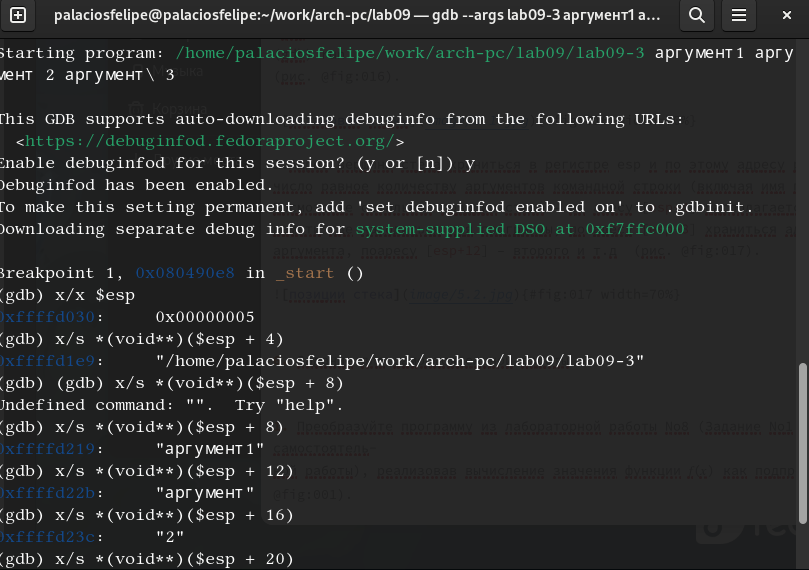 palaciosfelipe@palaciosfelipe:~/work/arch-pc/lab09 — gdb --args lab09-3 аргумент1 а...
Starting program: /home/palaciosfelipe/work/arch-pc/lab09/lab09-3 аргумент1 аргу
мент 2 аргумент\ 3
This GDB supports auto-downloading debuginfo from the following URLs:
<https://debuginfod.fedoraproject.org/>
Enable debuginfod for this session? (y or [n]) y
Debuginfod has been enabled.
To make this setting permanent, add 'set debuginfod enabled on' to .gdbinit.
Downloading separate debug info for system-supplied DSO at 0xf7ffc000
Breakpoint 1, 0x080490e8 in _start ()
(gdb) x/x $esp
0xffffd030: 0x00000005
(gdb) x/s *(void**)($esp + 4)
0xffffd1e9: "/home/palaciosfelipe/work/arch-pc/lab09/lab09-3"
(gdb) (gdb) x/s *(void**)($esp + 8)
Undefined command: "". Try "help".
(gdb) x/s *(void**)($esp + 8)
0xffffd219: "аргумент1"
(gdb) x/s *(void**)($esp + 12)
0xffffd22b: "аргумент"
(gdb) x/s *(void**)($esp + 16)
0xffffd23c: "2"
(gdb) x/s *(void**)($esp + 20)